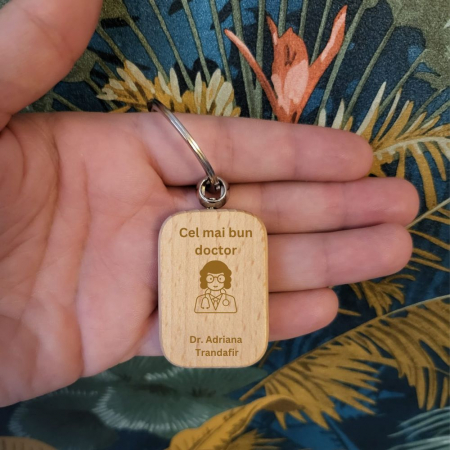 Cel mai bun
doctor
Dr. Adriana
Trandafir